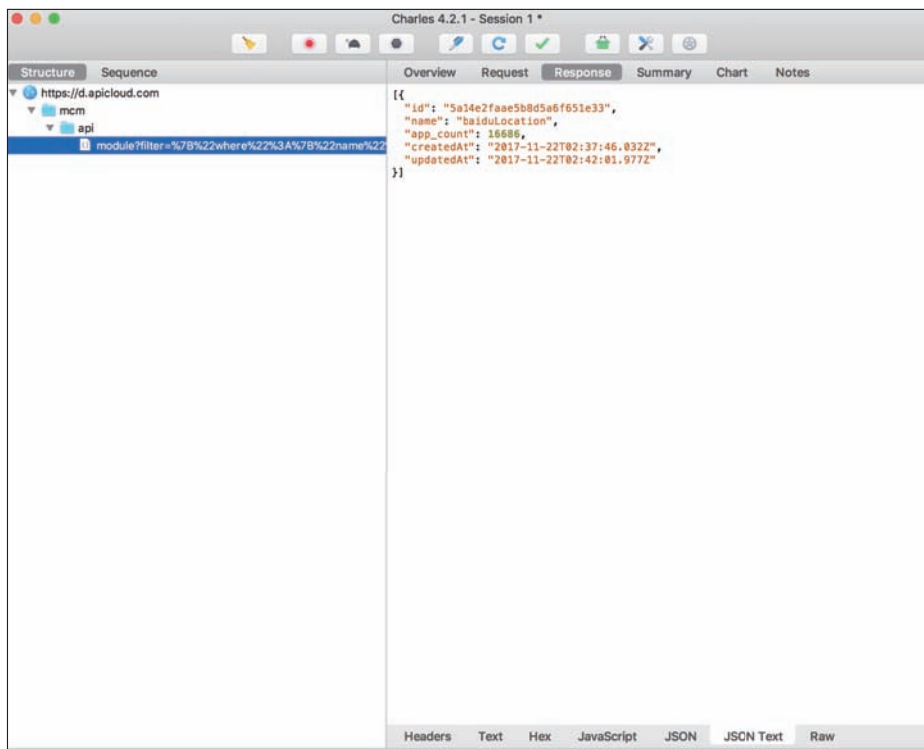 Charles 4.2.1 - Session 1 *
Structure Sequence
https://d.apicloud.com
mcm
api
module?filter=%7B%22where%22%3A%7B%22name%22
Overview Request Response Summary Chart Notes
[{
"id": "5a14e2faae5b8d5a6f651e33",
"name": "baiduLocation",
"app_count": 16686,
"createdAt": "2017-11-22T02:37:46.032Z",
"updatedAt": "2017-11-22T02:42:01.977Z"
}]
Headers Text Hex JavaScript JSON JSON Text Raw